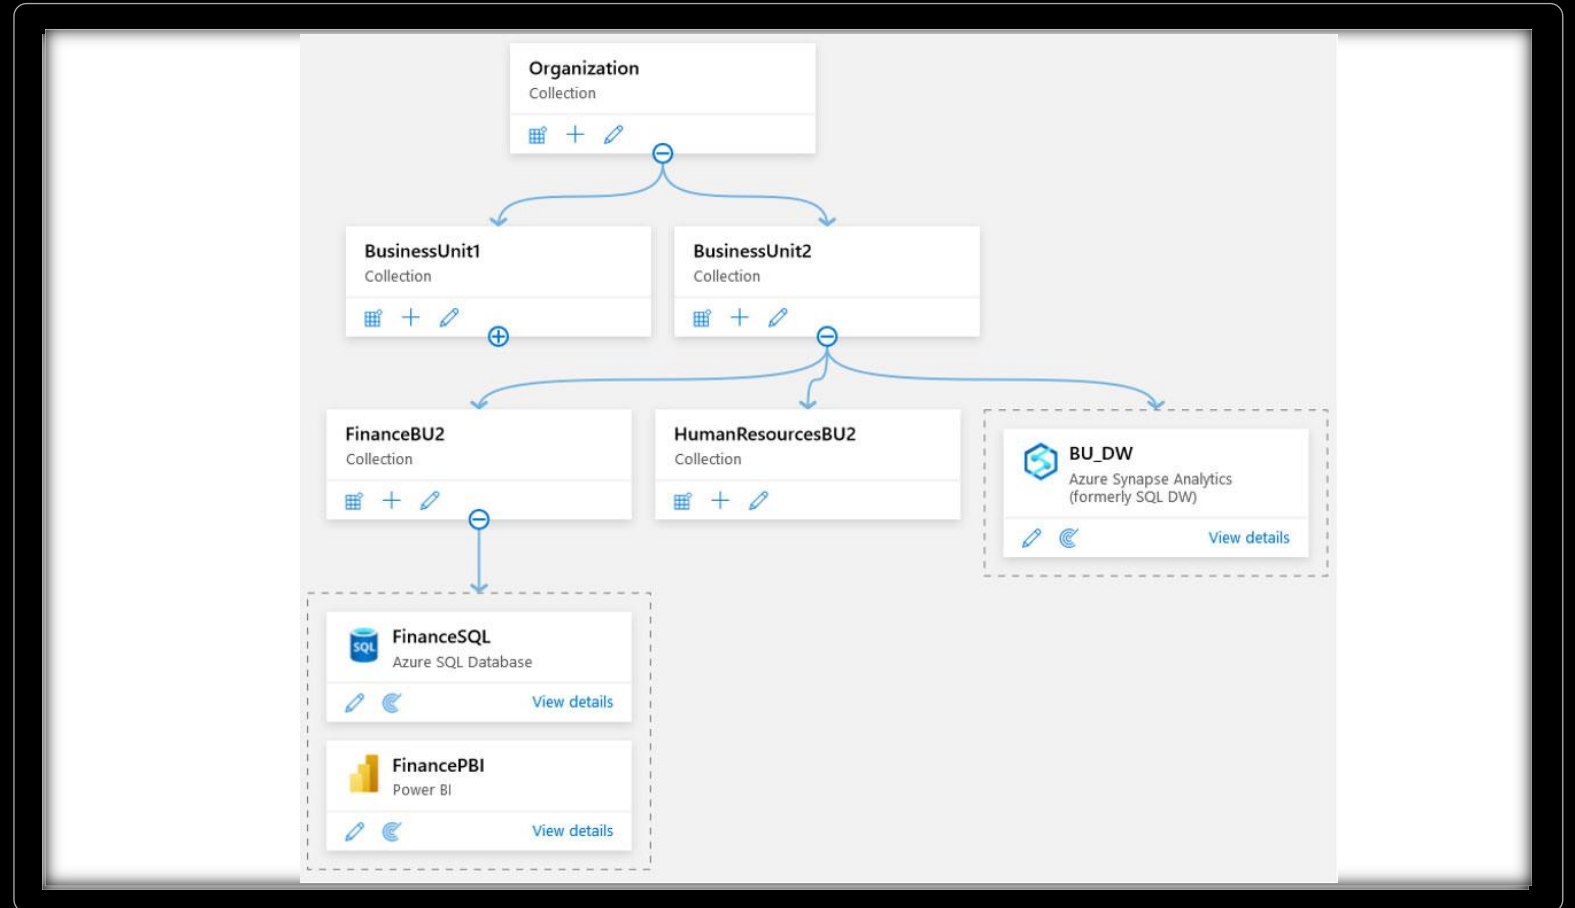 Organization
Collection
BusinessUnit1
Collection
BusinessUnit2
Collection
FinanceBU2
Collection
HumanResourcesBU2
Collection
BU_DW
Azure Synapse Analytics
(formerly SQL DW)
View details
SQL
FinanceSQL
Azure SQL Database
View details
FinancePBI
Power BI
View details